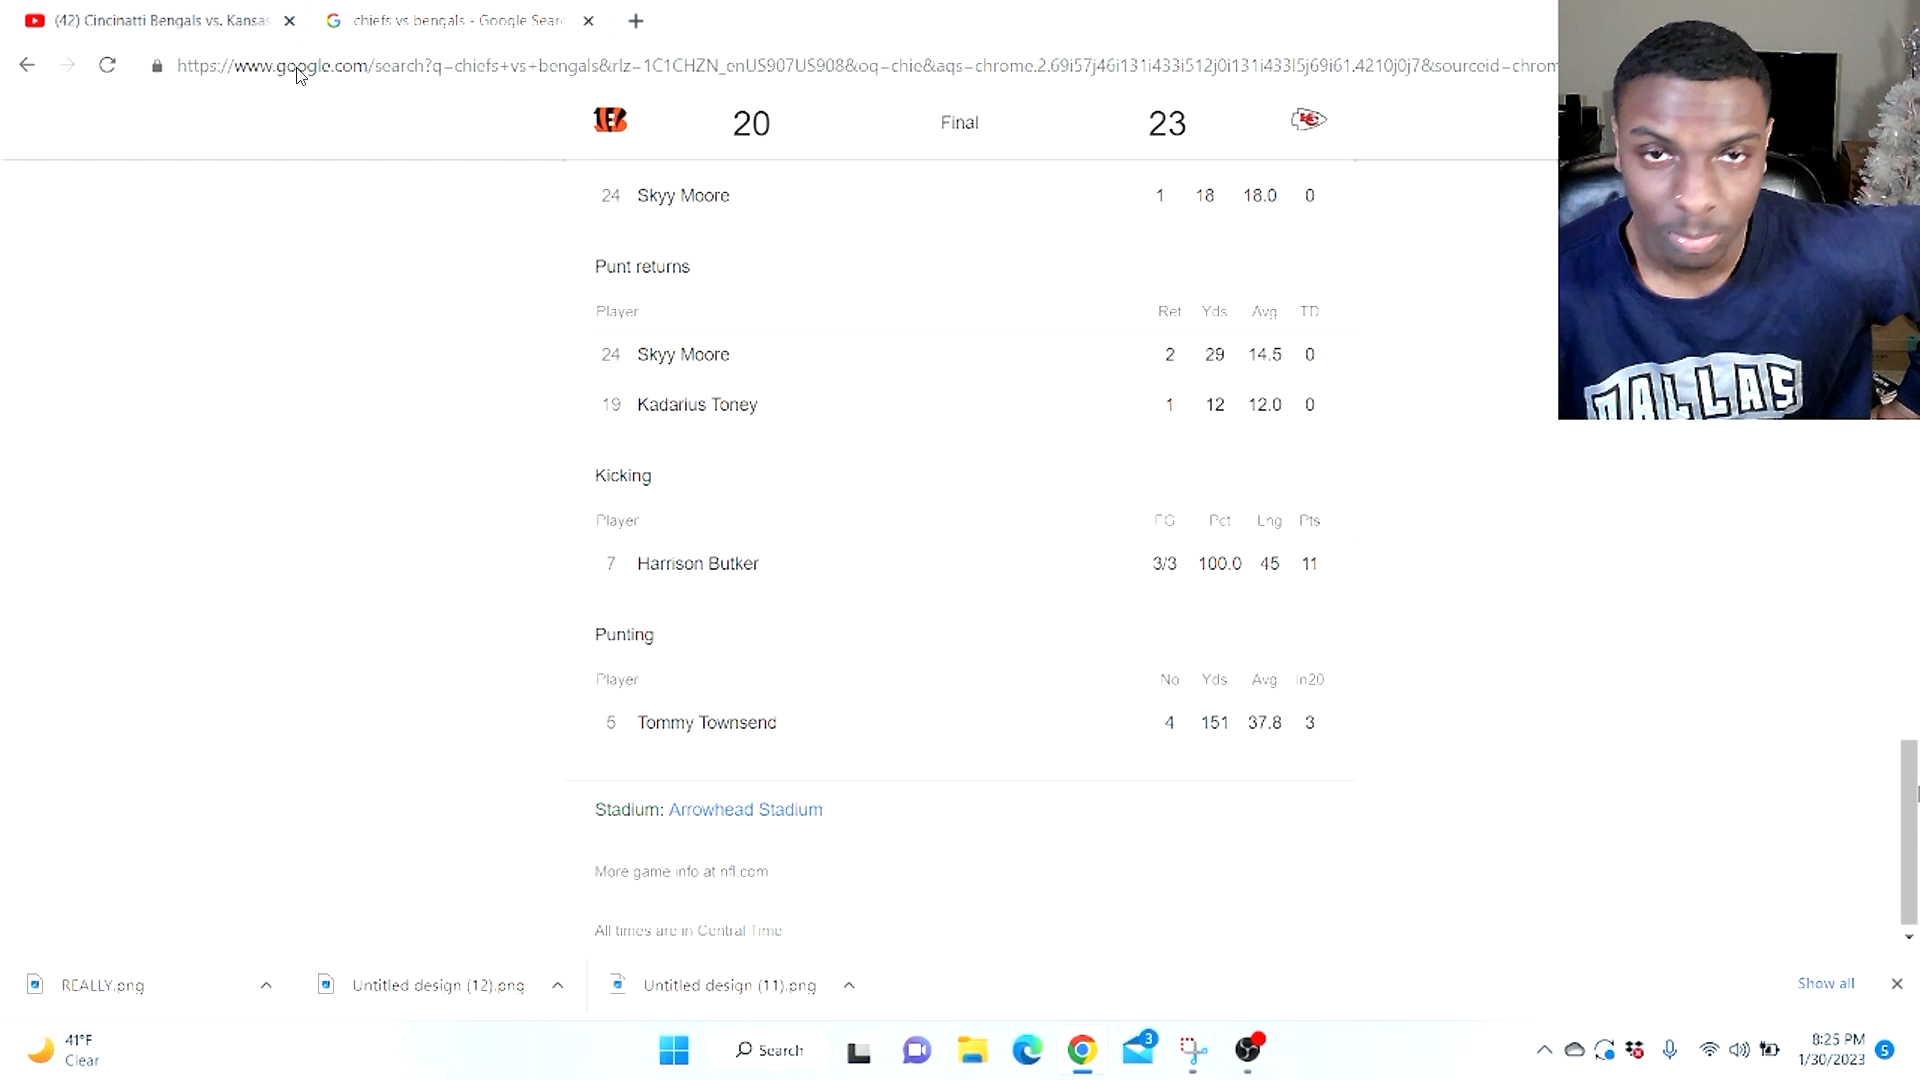 (42) Cincinatti Bengals vs. Kansas
chiefs vs bengals - Google Sear
https://www.google.com/search?q=chiefs+vs+bengals&rlz=1C1CHZN_enUS907US908&oq=chie&aqs=chrome.2.69i57j46i131i433i512j0i131i433l5j69i61.4210j0j7&sourceid=chrom
20 Final 23
24 Skyy Moore 1 18 18.0 0
Punt returns
Player Ret Yds Avg TD
24 Skyy Moore 2 29 14.5 0
19 Kadarius Toney 1 12 12.0 0
Kicking
Player FG Pct Lng Pts
7 Harrison Butker 3/3 100.0 45 11
Punting
Player No Yds Avg In20
5 Tommy Townsend 4 151 37.8 3
Stadium: Arrowhead Stadium
More game info at nfl.com
All times are in Central Time
DALLAS
REALLY.png
Untitled design (12).png
Untitled design (11).png
Show all
41°F
Clear
Search
3
8:25 PM
1/30/2023
5